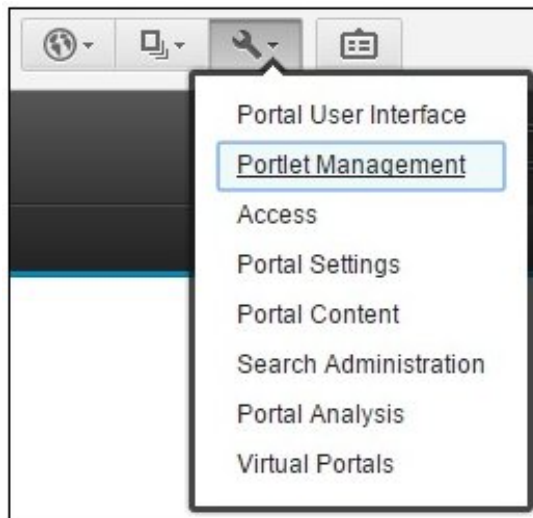 Portal User Interface
Portlet Management
Access
Portal Settings
Portal Content
Search Administration
Portal Analysis
Virtual Portals